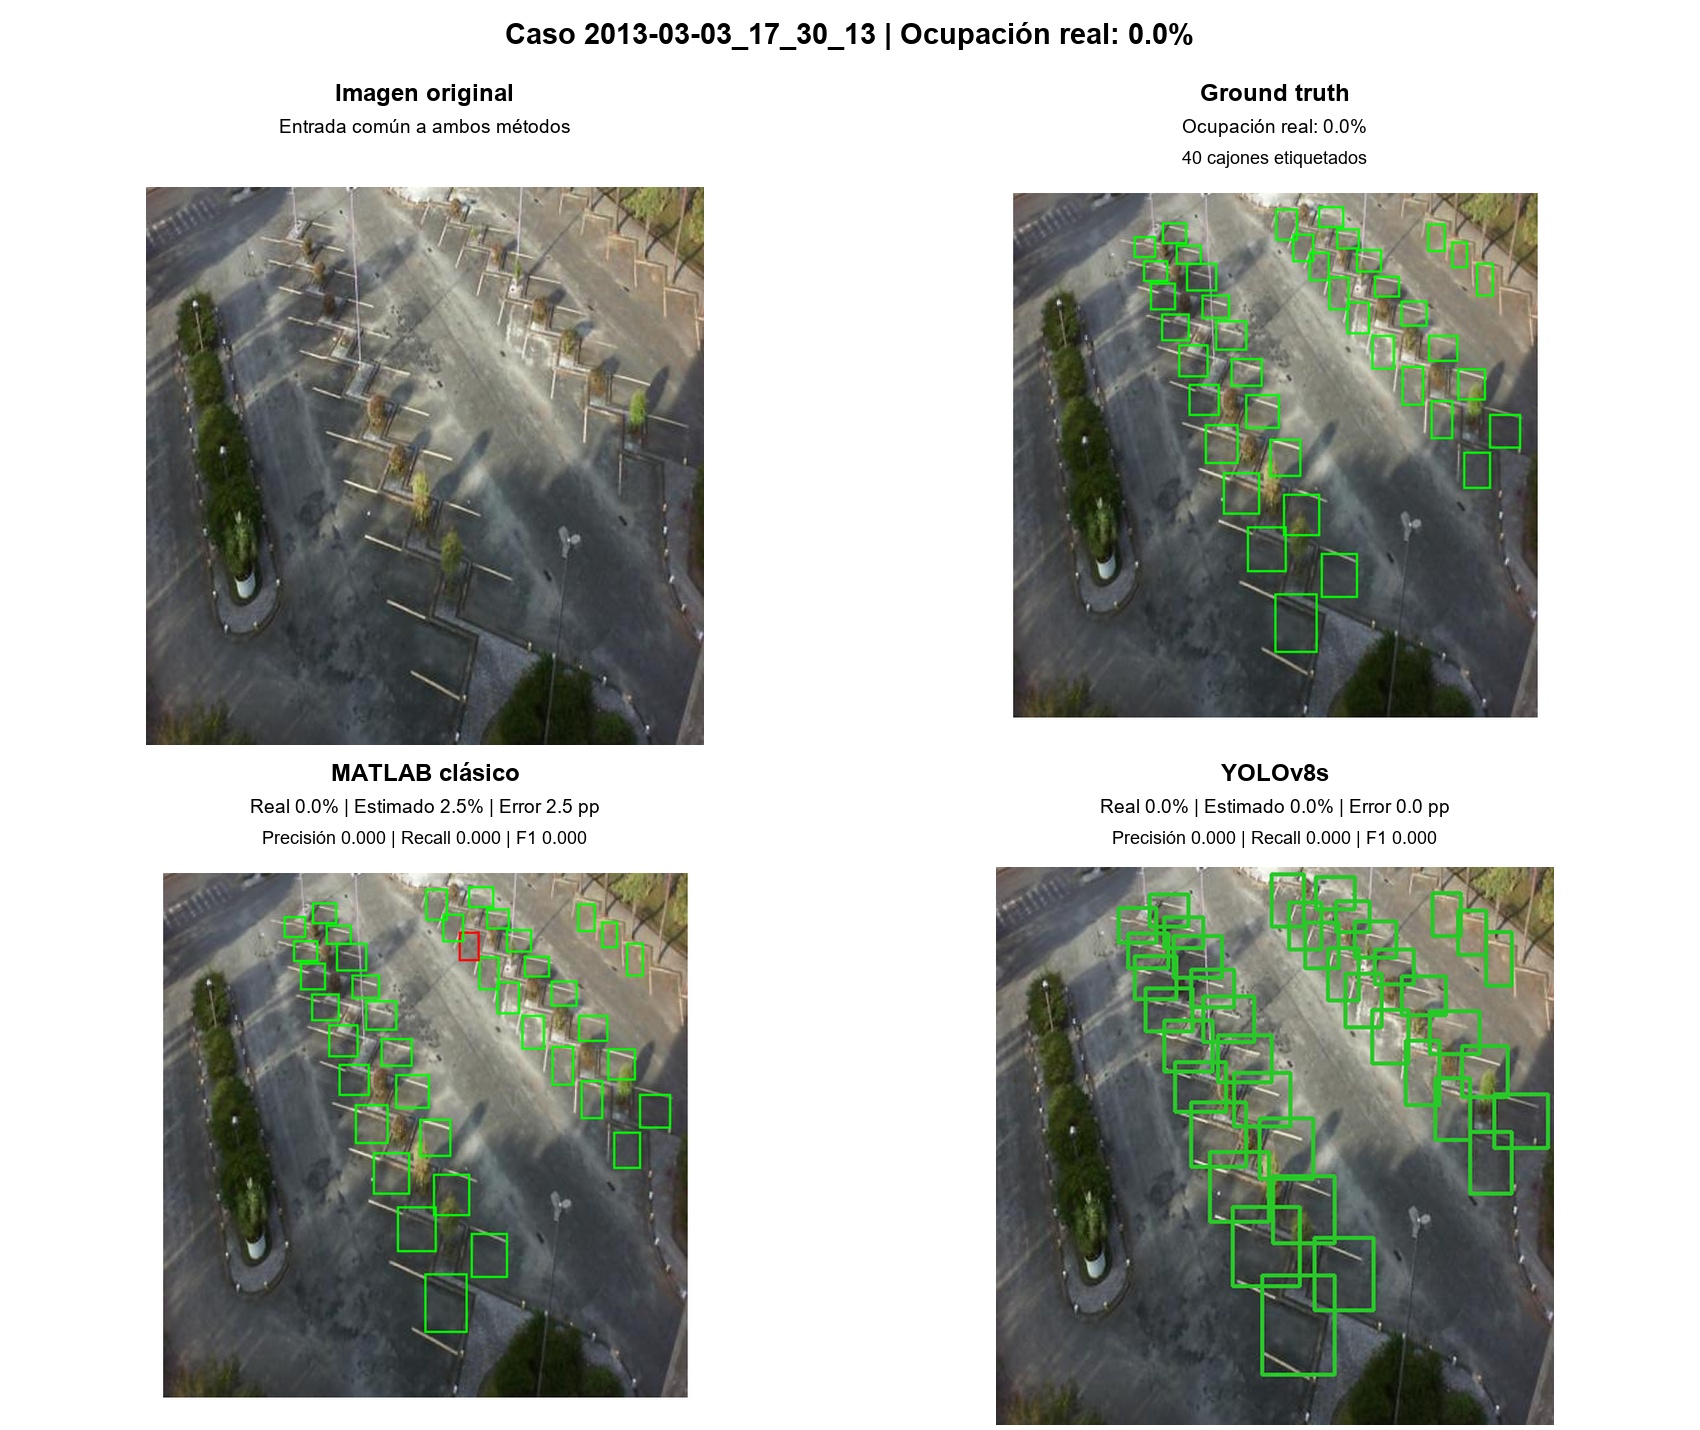 Caso 2013-03-03_17_30_13 | Ocupación real: 0.0%
Imagen original
Entrada común a ambos métodos
Ground truth
Ocupación real: 0.0%
40 cajones etiquetados
MATLAB clásico
Real 0.0% | Estimado 2.5% | Error 2.5 pp
Precisión 0.000 | Recall 0.000 | F1 0.000
YOLOv8s
Real 0.0% | Estimado 0.0% | Error 0.0 pp
Precisión 0.000 | Recall 0.000 | F1 0.000